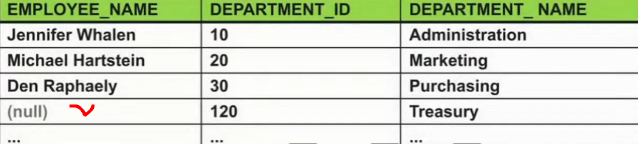 EMPLOYEE_NAME DEPARTMENT_ID DEPARTMENT_ NAME
Jennifer Whalen 10 Administration
Michael Hartstein 20 Marketing
Den Raphaely 30 Purchasing
(null) 120 Treasury
... ... ...